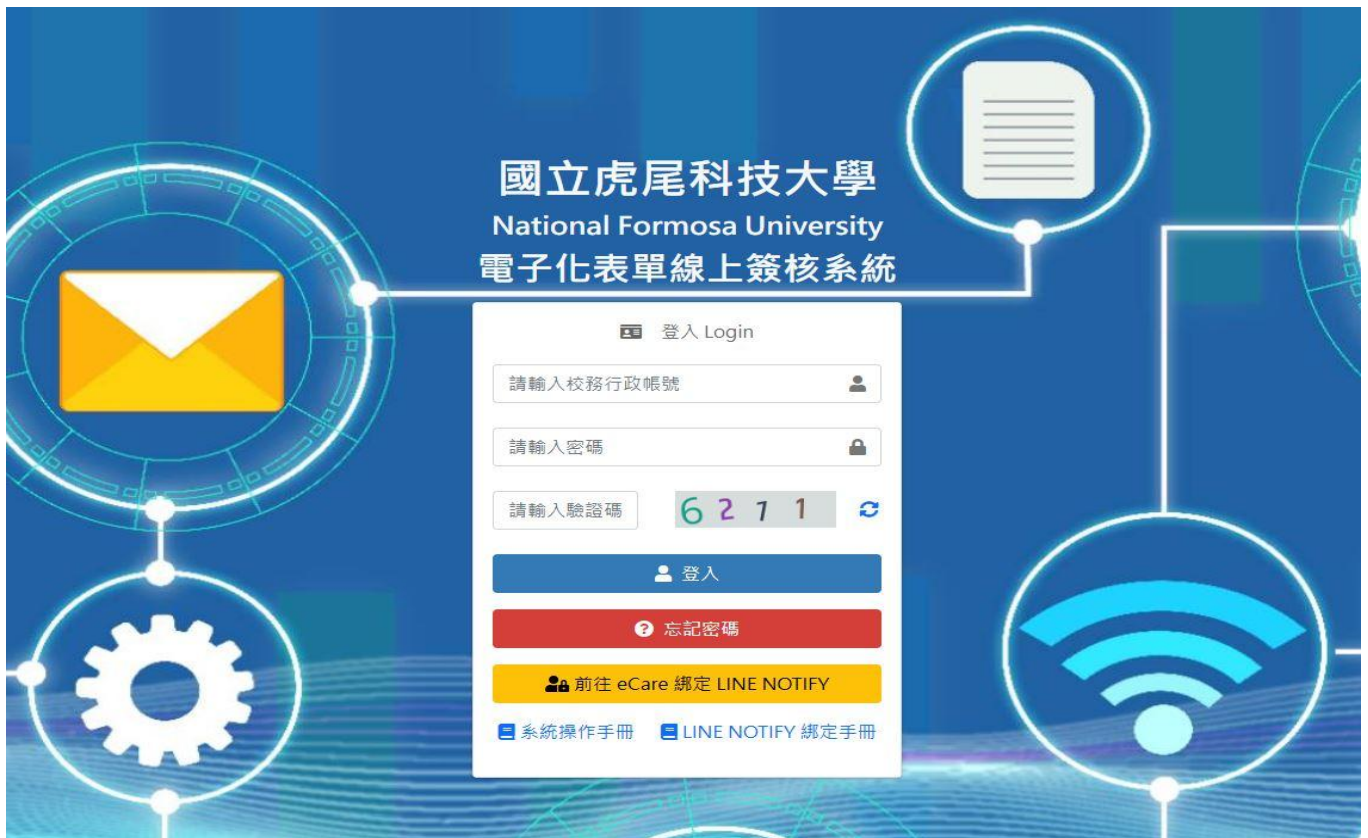 國立虎尾科技大學
National Formosa University
電子化表單線上簽核系統
登入 Login
請輸入校務行政帳號
請輸入密碼
請輸入驗證碼 6 2 7 1
登入
忘記密碼
前往 eCare 綁定 LINE NOTIFY
系統操作手冊 LINE NOTIFY 綁定手冊